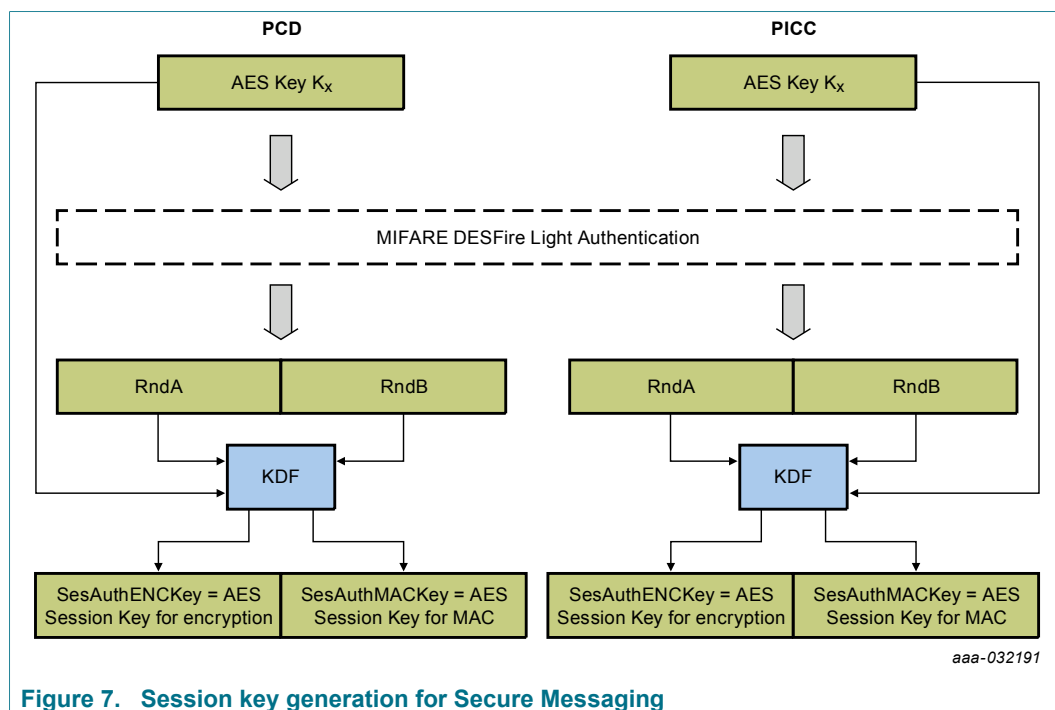 PCD
PICC
AES Key Kx
AES Key Kx
MIFARE DESFire Light Authentication
RndA
RndB
RndA
RndB
KDF
KDF
SesAuthENCKey = AES
Session Key for encryption
SesAuthMACKey = AES
Session Key for MAC
SesAuthENCKey = AES
Session Key for encryption
SesAuthMACKey = AES
Session Key for MAC
aaa-032191
Figure 7. Session key generation for Secure Messaging